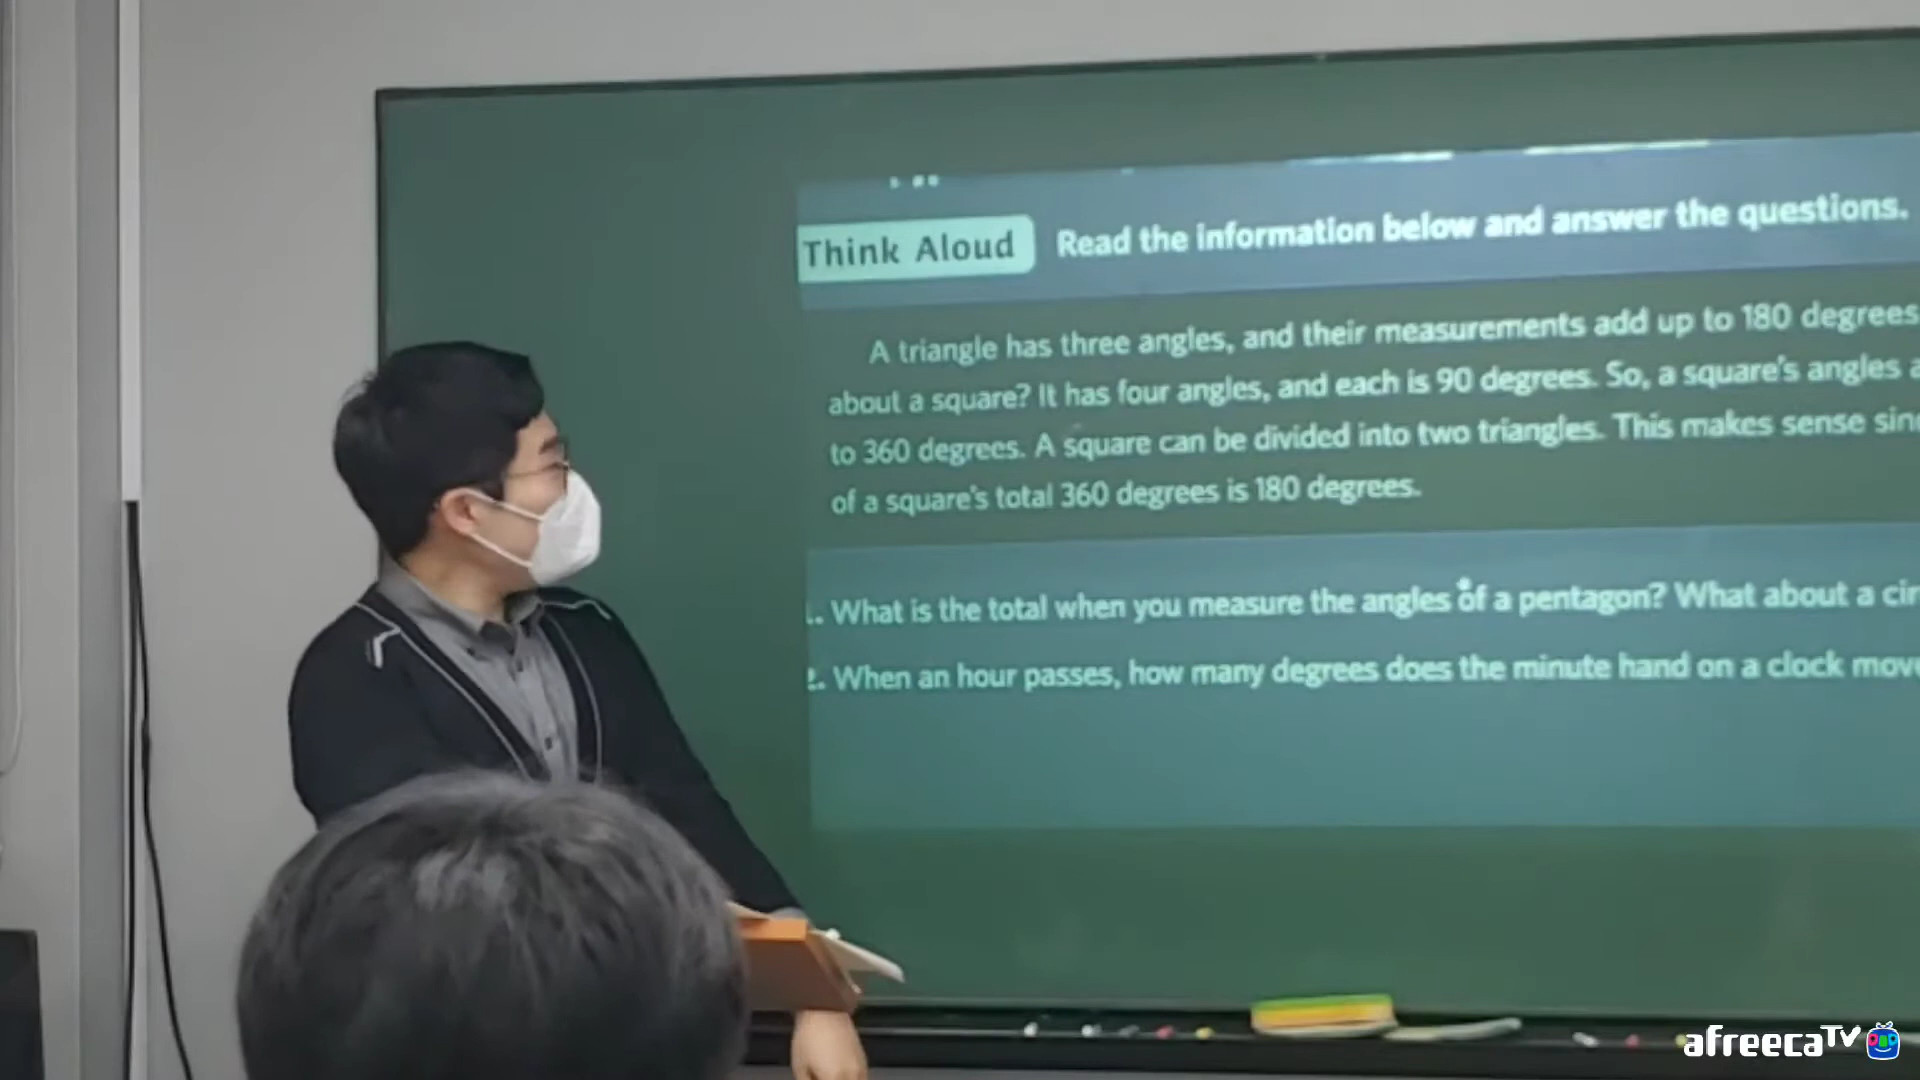 Think Aloud Read the information below and answer the questions.
A triangle has three angles, and their measurements add up to 180 degrees
about a square? It has four angles, and each is 90 degrees. So, a square's angles
to 360 degrees. A square can be divided into two triangles. This makes sense
of a square's total 360 degrees is 180 degrees.
What is the total when you measure the angles of a pentagon? What about a
2. When an hour passes, how many degrees does the minute hand on a clock
afreecaTV